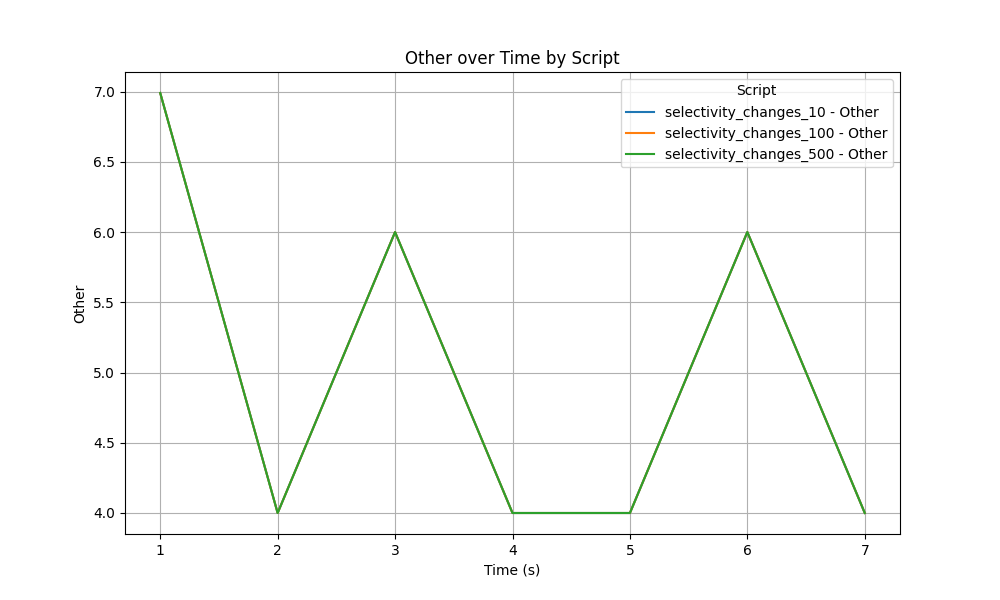 Other over Time by Script
Script
selectivity_changes_10 - Other
selectivity_changes_100 - Other
selectivity_changes_500 - Other
7.0
6.5
6.0
5.5
5.0
4.5
4.0
Other
1 2 3 4 5 6 7
Time (s)